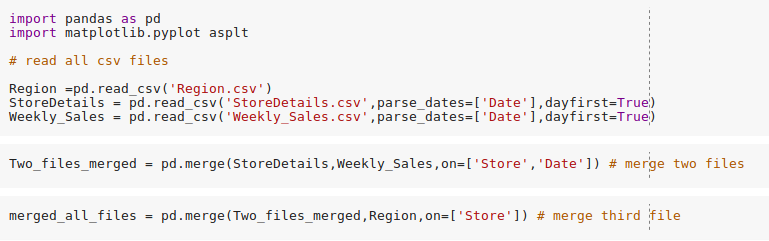 import pandas as pd
import matplotlib.pyplot asplt
# read all csv files
Region =pd.read_csv('Region.csv')
StoreDetails = pd.read_csv('StoreDetails.csv',parse_dates=['Date'],dayfirst=True)
Weekly_Sales = pd.read_csv('Weekly_Sales.csv',parse_dates=['Date'],dayfirst=True)
Two_files_merged = pd.merge(StoreDetails,Weekly_Sales,on=['Store','Date']) # merge two files
merged_all_files = pd.merge(Two_files_merged,Region,on=['Store']) # merge third file